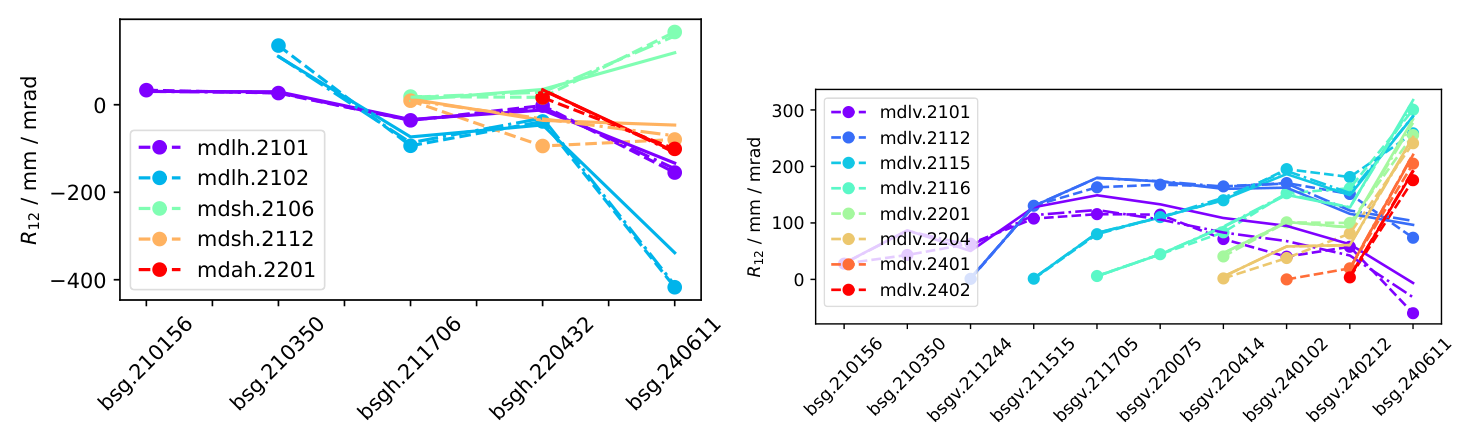 0
−200
−400
R12 / mm / mrad
mdlh.2101
mdlh.2102
mdsh.2106
mdsh.2112
mdah.2201
bsg.210156
bsg.210350
bsgh.211706
bsgh.220432
bsg.240611
300
200
100
0
R12 / mm / mrad
mdlv.2101
mdlv.2112
mdlv.2115
mdlv.2116
mdlv.2201
mdlv.2204
mdlv.2401
mdlv.2402
bsg.210156
bsg.210350
bsgv.211244
bsgv.211515
bsgv.211705
bsgv.220075
bsgv.220414
bsgv.240102
bsgv.240212
bsg.240611